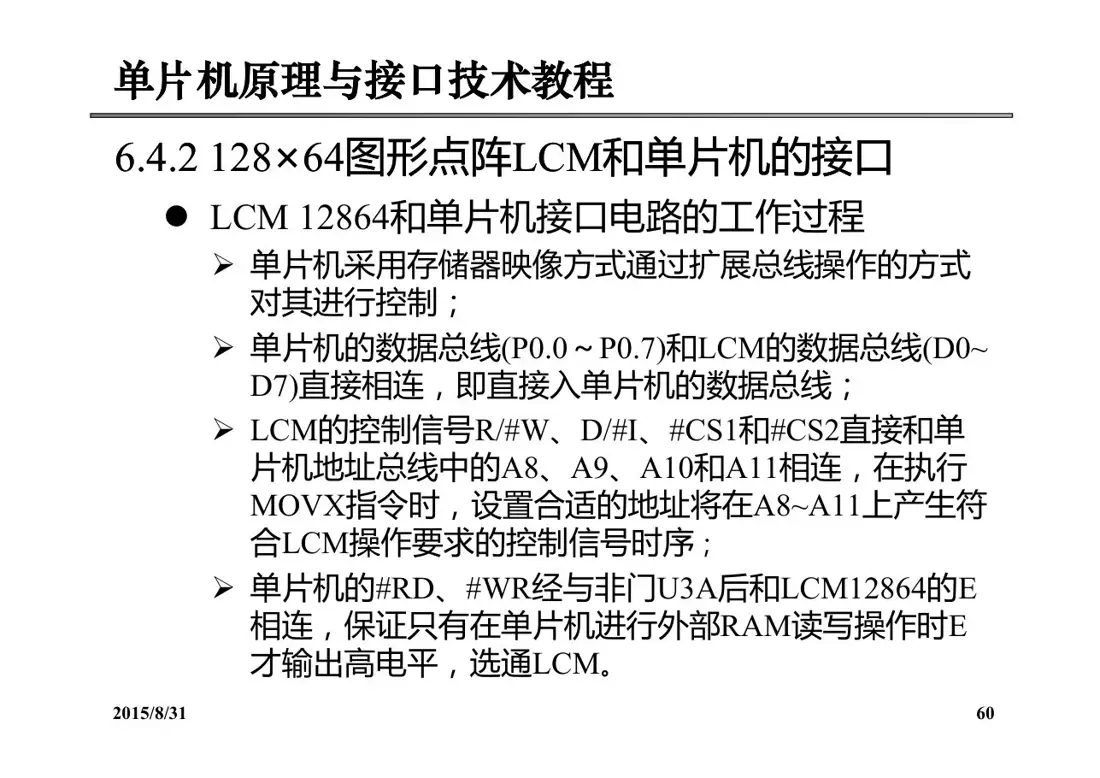 单片机原理与接口技术教程
6.4.2 128×64图形点阵LCM和单片机的接口
● LCM 12864和单片机接口电路的工作过程
➢ 单片机采用存储器映像方式通过扩展总线操作的方式
对其进行控制；
➢ 单片机的数据总线(P0.0～P0.7)和LCM的数据总线(D0~
D7)直接相连，即直接入单片机的数据总线；
➢ LCM的控制信号R/#W、D/#I、#CS1和#CS2直接和单
片机地址总线中的A8、A9、A10和A11相连，在执行
MOVX指令时，设置合适的地址将在A8~A11上产生符
合LCM操作要求的控制信号时序；
➢ 单片机的#RD、#WR经与非门U3A后和LCM12864的E
相连，保证只有在单片机进行外部RAM读写操作时E
才输出高电平，选通LCM。
2015/8/31
60